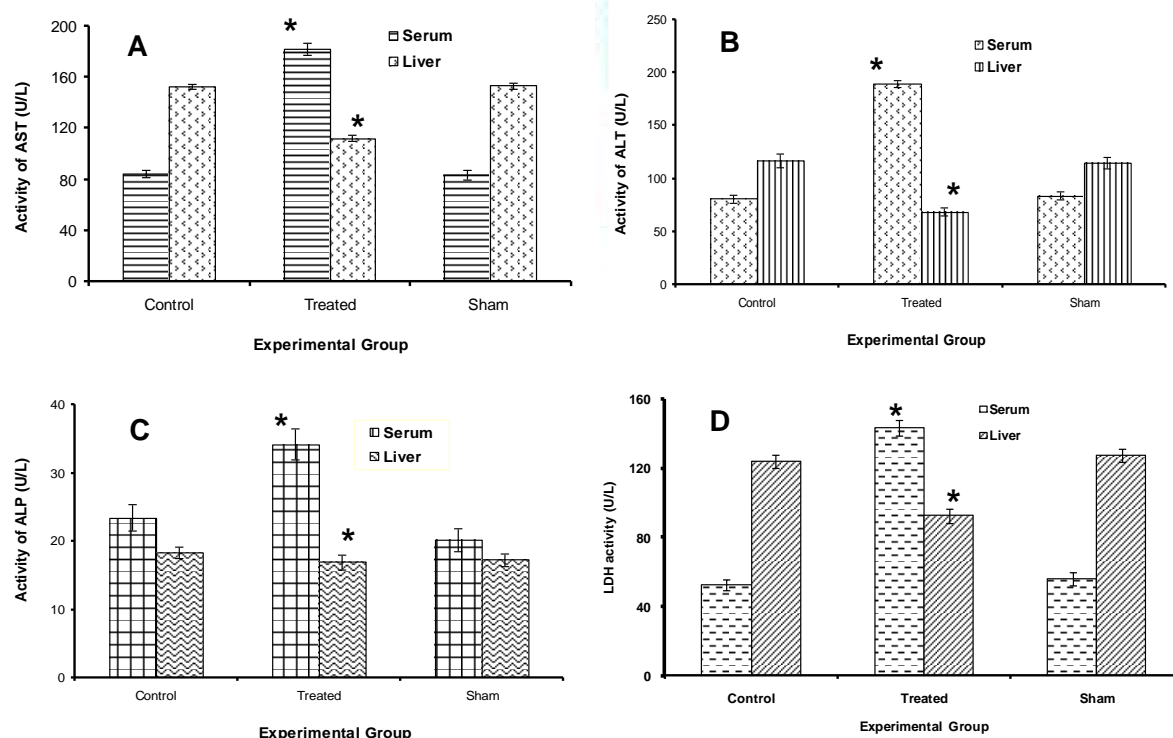 A
Serum
Liver
*
*
200
160
120
80
40
0
Activity of AST (U/L)
Control
Treated
Sham
Experimental Group
B
Serum
Liver
*
*
250
200
150
100
50
0
Activity of ALT (U/L)
Control
Treated
Sham
Experimental Group
C
Serum
Liver
*
*
40
30
20
10
0
Activity of ALP (U/L)
Control
Treated
Sham
Experimental Group
D
Serum
Liver
*
*
160
120
80
40
0
LDH activity (U/L)
Control
Treated
Sham
Experimental Group